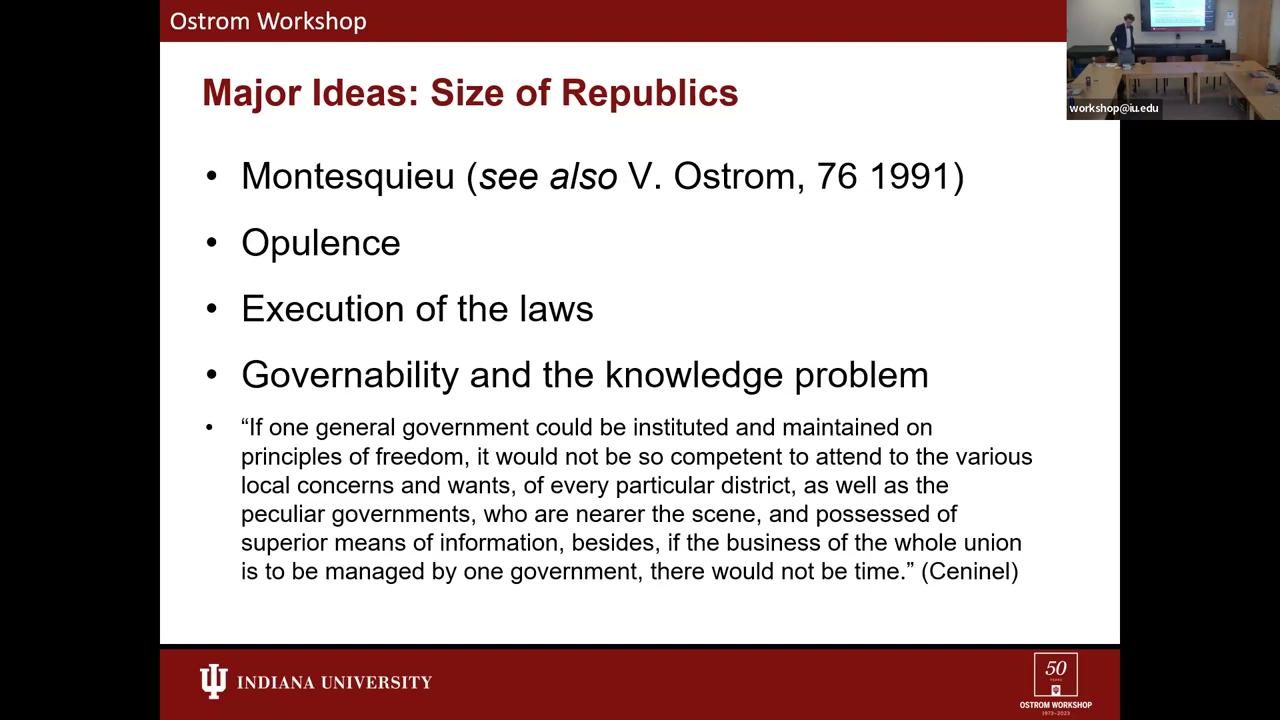 Ostrom Workshop
workshop@iu.edu
Major Ideas: Size of Republics
• Montesquieu (see also V. Ostrom, 76 1991)
• Opulence
• Execution of the laws
• Governability and the knowledge problem
• “If one general government could be instituted and maintained on
principles of freedom, it would not be so competent to attend to the various
local concerns and wants, of every particular district, as well as the
peculiar governments, who are nearer the scene, and possessed of
superior means of information, besides, if the business of the whole union
is to be managed by one government, there would not be time.” (Ceninel)
INDIANA UNIVERSITY
50
YEARS
OSTROM WORKSHOP
1973–2023